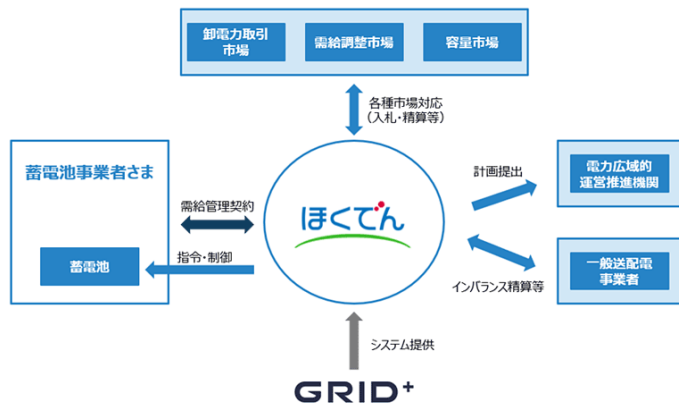 卸電力取引
市場
需給調整市場
容量市場
各種市場対応
（入札・精算等）
蓄電池事業者さま
需給管理契約
蓄電池
指令・制御
ほくでん
計画提出
電力広域的
運営推進機関
インバランス精算等
一般送配電
事業者
システム提供
GRID+